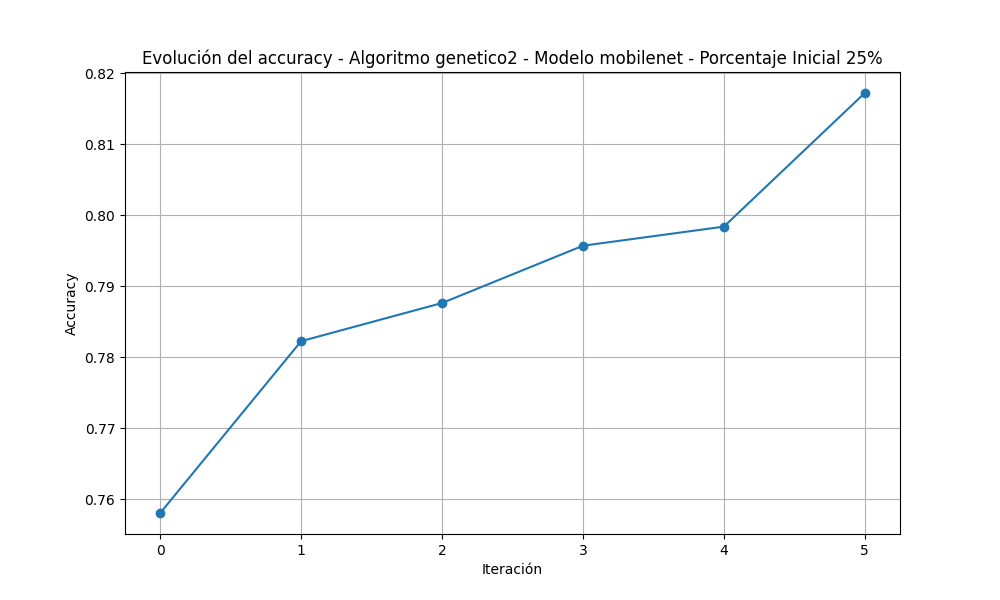 Evolución del accuracy - Algoritmo genetico2 - Modelo mobilenet - Porcentaje Inicial 25%
0.82
0.81
0.80
0.79
0.78
0.77
0.76
Accuracy
0 1 2 3 4 5
Iteración